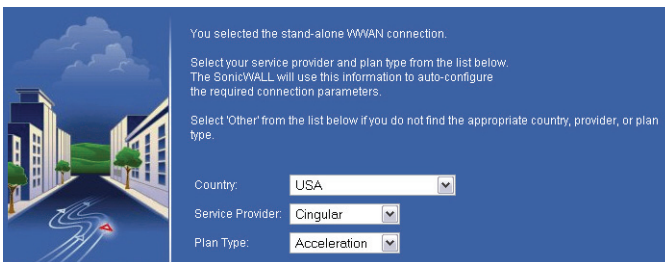 You selected the stand-alone WWAN connection.
Select your service provider and plan type from the list below.
The SonicWALL will use this information to auto-configure
the required connection parameters.
Select 'Other' from the list below if you do not find the appropriate country, provider, or plan
type.
Country: USA
Service Provider: Cingular
Plan Type: Acceleration